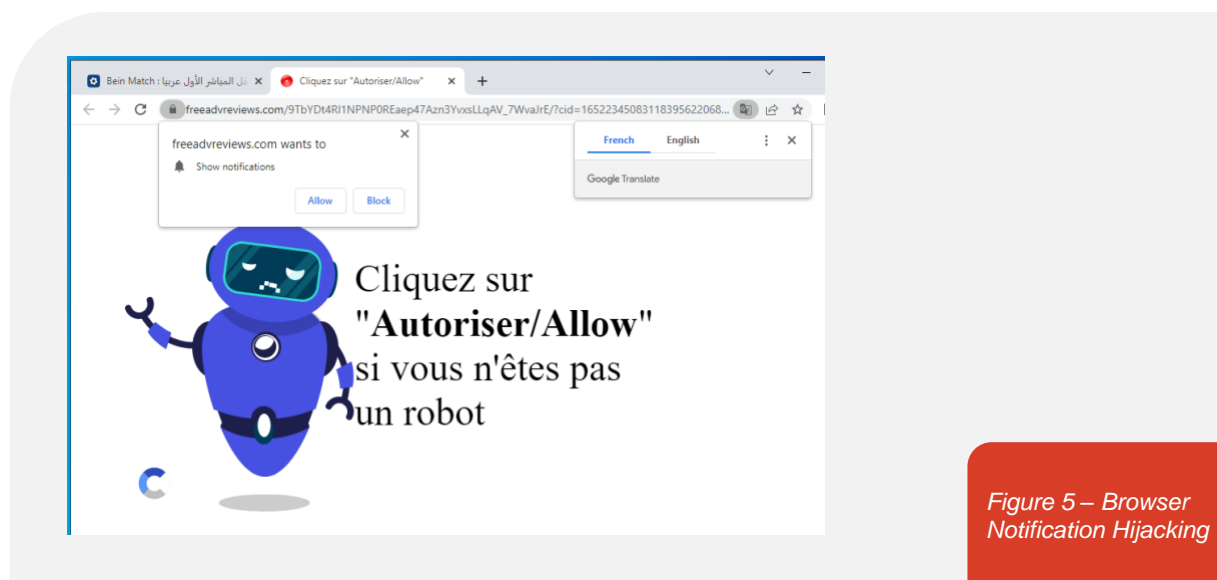 Bein Match : نقل المباشر الأول عربيا
Cliquez sur "Autoriser/Allow"
freeadvreviews.com/9TbYDt4RI1NPNP0REaep47Azn3YvxsLLqAV_7WvaJrE/?cid=16522345083118395622068...
freeadvreviews.com wants to
Show notifications
Allow Block
French English
Google Translate
Cliquez sur
"Autoriser/Allow"
si vous n'êtes pas
un robot
Figure 5 – Browser
Notification Hijacking